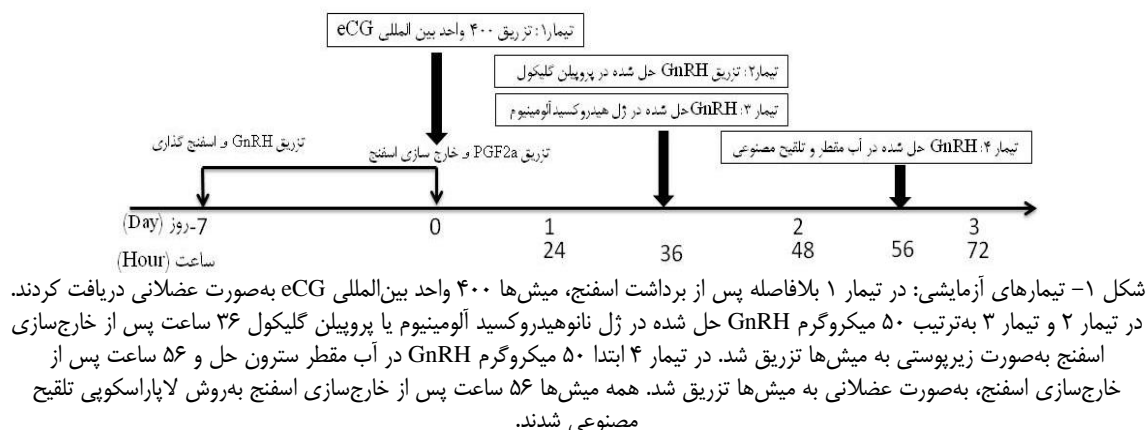 تیمار۱: تزریق ۴۰۰ واحد بین المللی eCG
تیمار۲: تزریق GnRH حل شده در پروپیلن گلیکول
تیمار ۳: GnRH حل شده در ژل هیدروکسیدآلومینیوم
تیمار ۴: GnRH حل شده در آب مقطر و تلقیح مصنوعی
تزریق GnRH و اسفنج گذاری
تزریق PGF2a و خارج سازی اسفنج
روز (Day) -7 0 1 2 3
ساعت (Hour) 24 36 48 56 72
شکل ۱- تیمارهای آزمایشی: در تیمار ۱ بلافاصله پس از برداشت اسفنج، میش‌ها ۴۰۰ واحد بین‌المللی eCG به‌صورت عضلانی دریافت کردند.
در تیمار ۲ و تیمار ۳ به‌ترتیب ۵۰ میکروگرم GnRH حل شده در ژل نانوهیدروکسید آلومینیوم یا پروپیلن گلیکول ۳۶ ساعت پس از خارج‌سازی
اسفنج به‌صورت زیرپوستی به میش‌ها تزریق شد. در تیمار ۴ ابتدا ۵۰ میکروگرم GnRH در آب مقطر سترون حل و ۵۶ ساعت پس از
خارج‌سازی اسفنج، به‌صورت عضلانی به میش‌ها تزریق شد. همه میش‌ها ۵۶ ساعت پس از خارج‌سازی اسفنج به‌روش لاپاراسکوپی تلقیح
مصنوعی شدند.